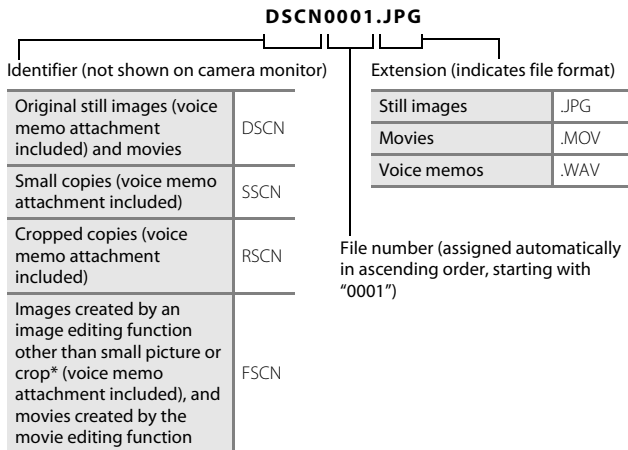 DSCN0001.JPG
Identifier (not shown on camera monitor)
Original still images (voice
memo attachment
included) and movies
DSCN
Small copies (voice memo
attachment included)
SSCN
Cropped copies (voice
memo attachment
included)
RSCN
Images created by an
image editing function
other than small picture or
crop* (voice memo
attachment included), and
movies created by the
movie editing function
FSCN
Extension (indicates file format)
Still images
.JPG
Movies
.MOV
Voice memos
.WAV
File number (assigned automatically
in ascending order, starting with
“0001”)